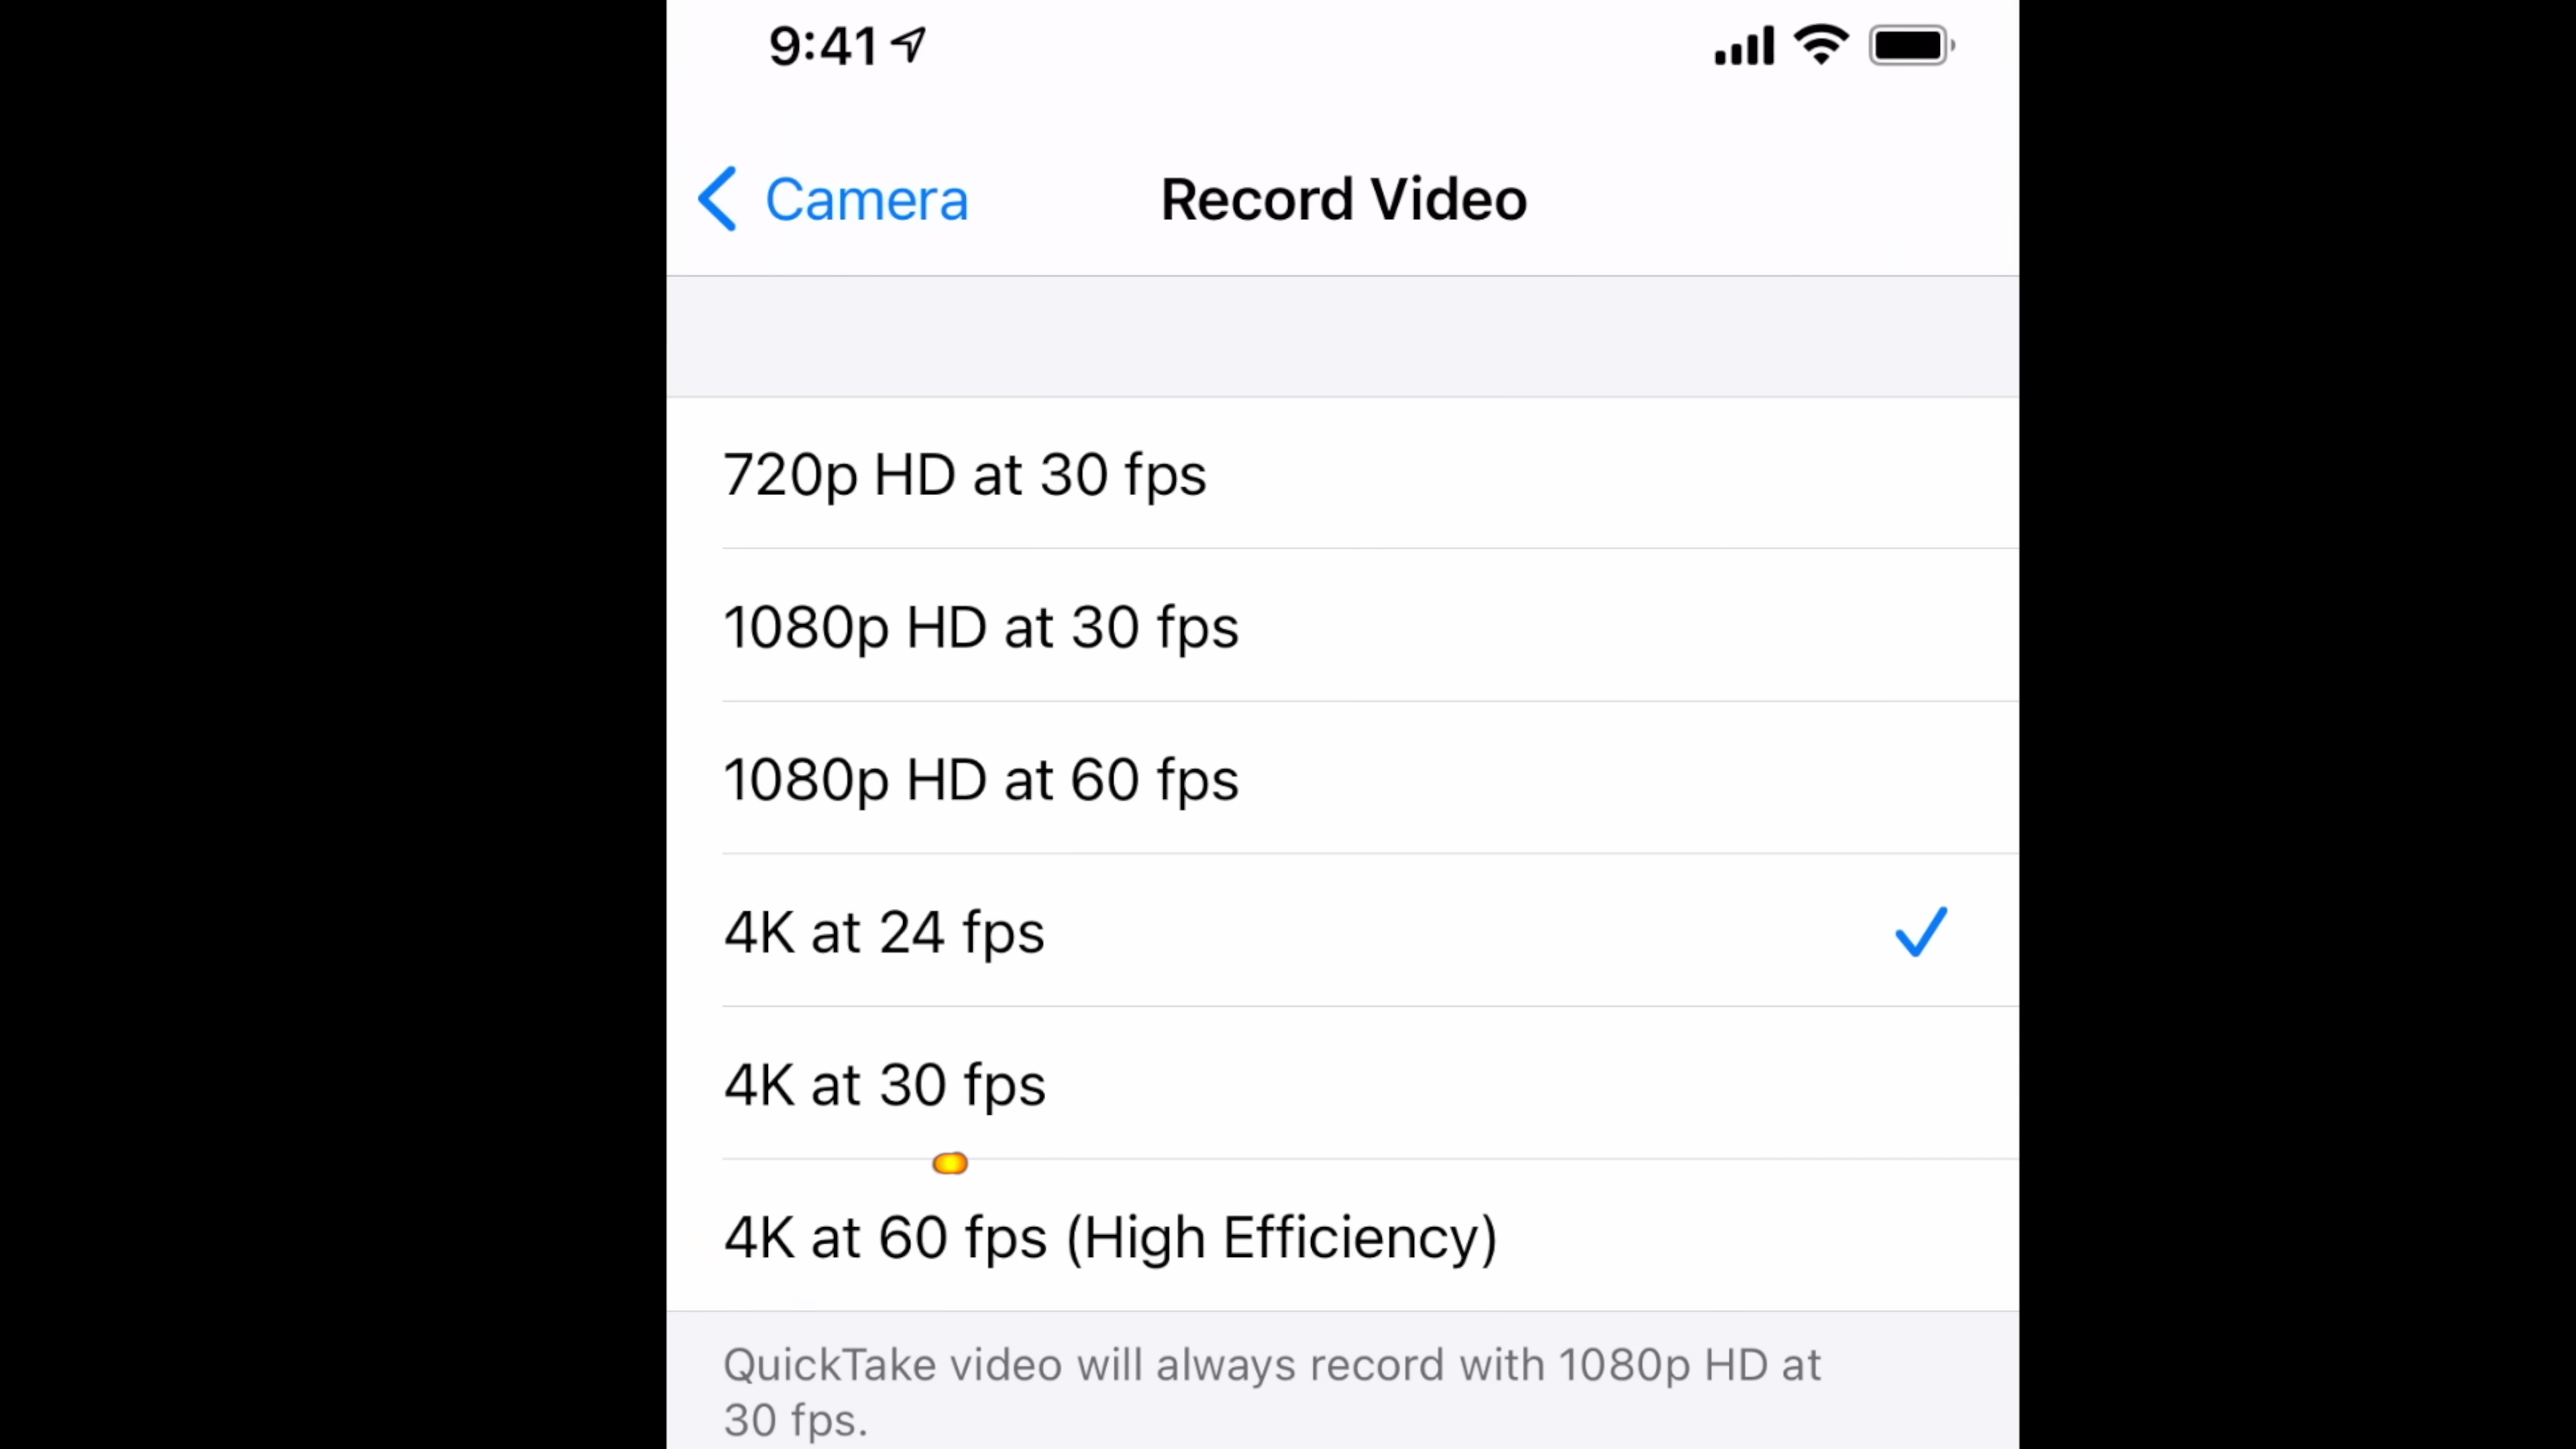 9:41
Camera
Record Video
720p HD at 30 fps
1080p HD at 30 fps
1080p HD at 60 fps
4K at 24 fps
4K at 30 fps
4K at 60 fps (High Efficiency)
QuickTake video will always record with 1080p HD at
30 fps.